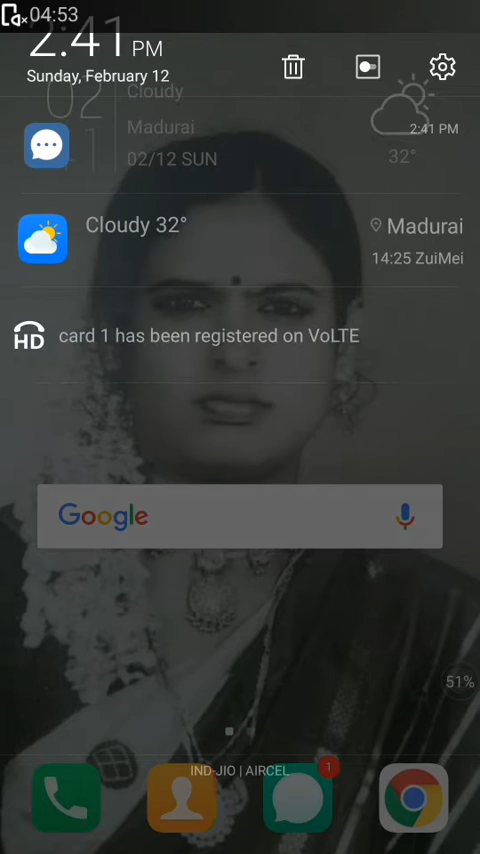 04:53
2:41 PM
Sunday, February 12
02
Cloudy
Madurai
2:41 PM
02/12 SUN
32°
Cloudy 32°
Madurai
14:25 ZuiMei
HD
card 1 has been registered on VoLTE
Google
51%
IND-JIO | AIRCEL
1